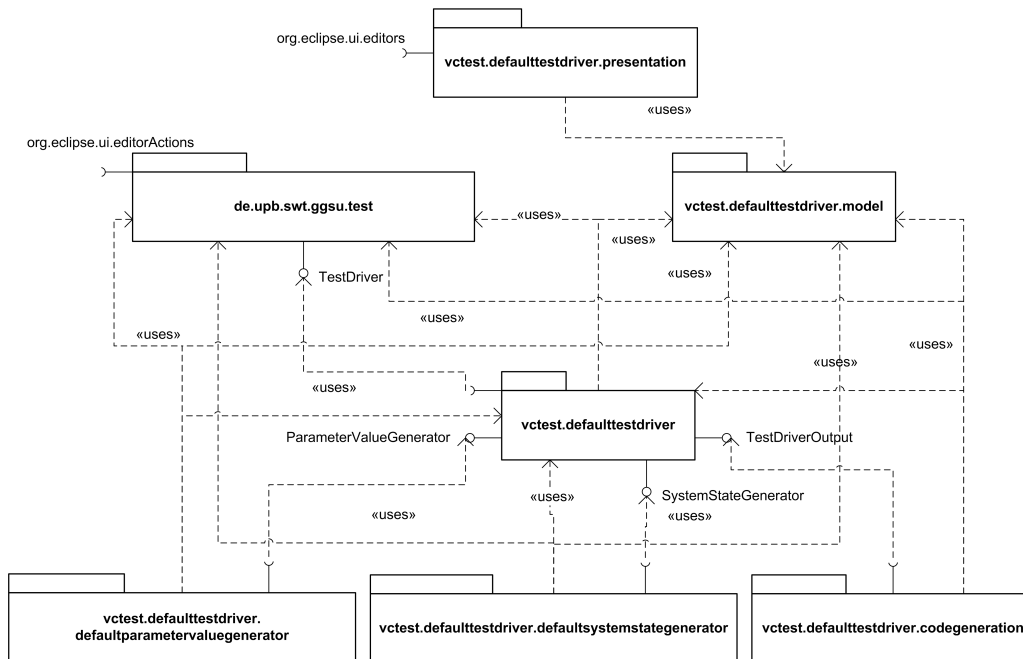 org.eclipse.ui.editors
vctest.defaulttestdriver.presentation
«uses»
org.eclipse.ui.editorActions
de.upb.swt.ggsu.test
vctest.defaulttestdriver.model
«uses»
«uses»
«uses»
TestDriver
«uses»
«uses»
«uses»
«uses»
«uses»
vctest.defaulttestdriver
ParameterValueGenerator
TestDriverOutput
«uses»
SystemStateGenerator
«uses»
«uses»
vctest.defaulttestdriver.
defaultparametervaluegenerator
vctest.defaulttestdriver.defaultsystemstategenerator
vctest.defaulttestdriver.codegeneration